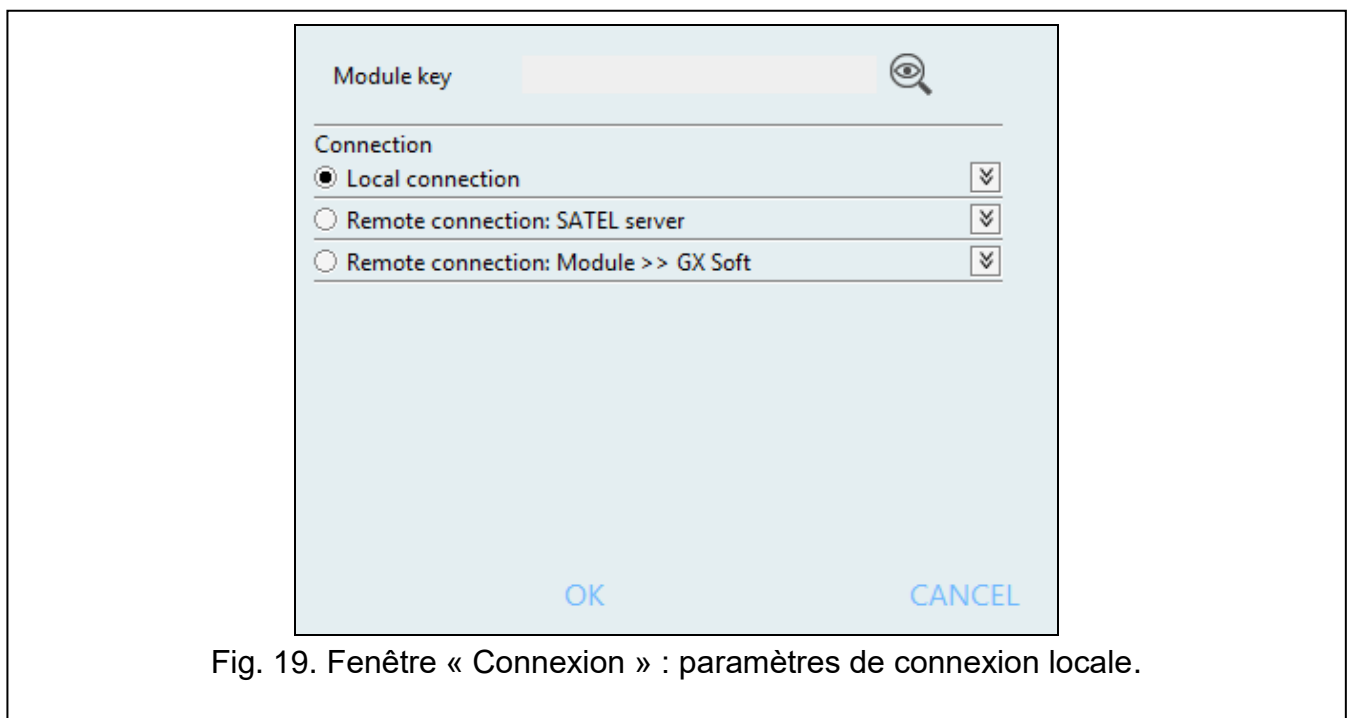 Module key
Connection
Local connection
Remote connection: SATEL server
Remote connection: Module >> GX Soft
OK CANCEL
Fig. 19. Fenêtre « Connexion » : paramètres de connexion locale.